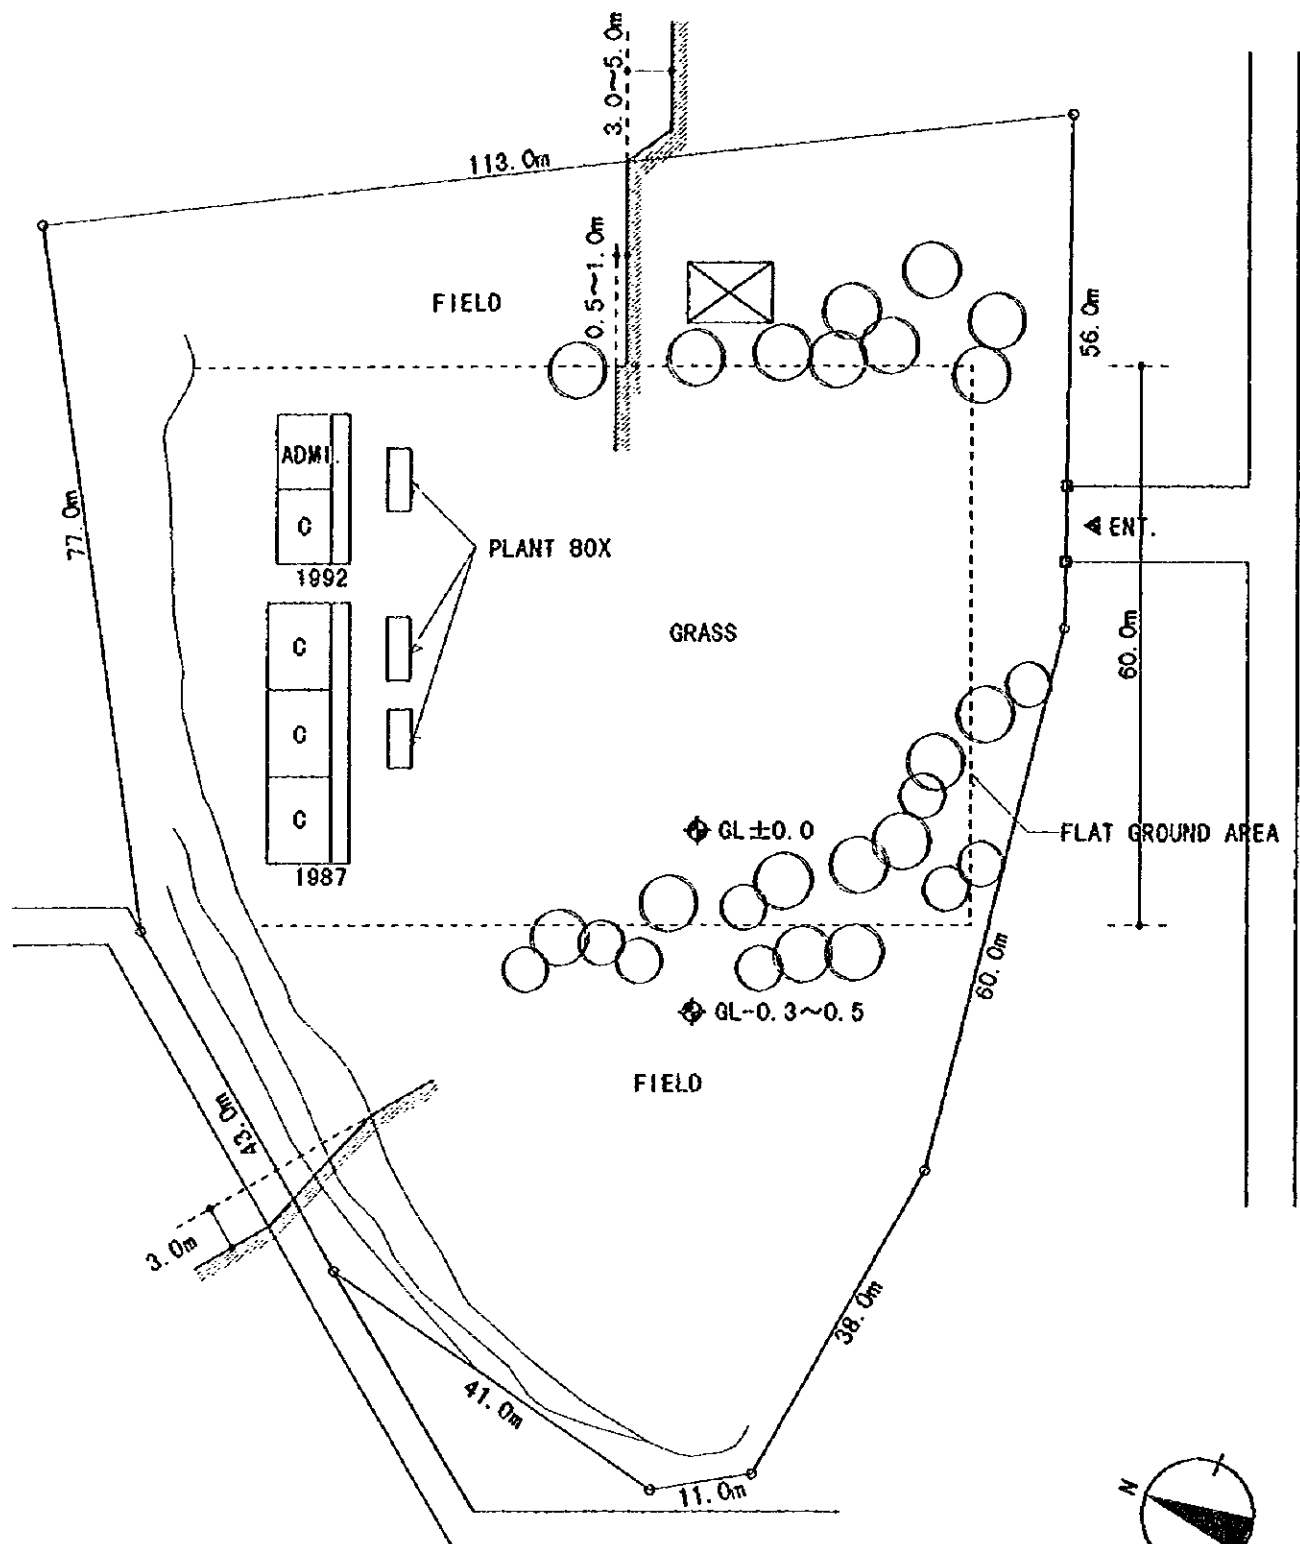 3.0~5.0m
113.0m
0.5~1.0m
FIELD
56.0m
ADMI.
C
1992
77.0m
PLANT BOX
ENT.
GRASS
60.0m
C
C
C
1987
GL±0.0
FLAT GROUND AREA
60.0m
GL-0.3~0.5
FIELD
43.0m
3.0m
38.0m
41.0m
11.0m
N